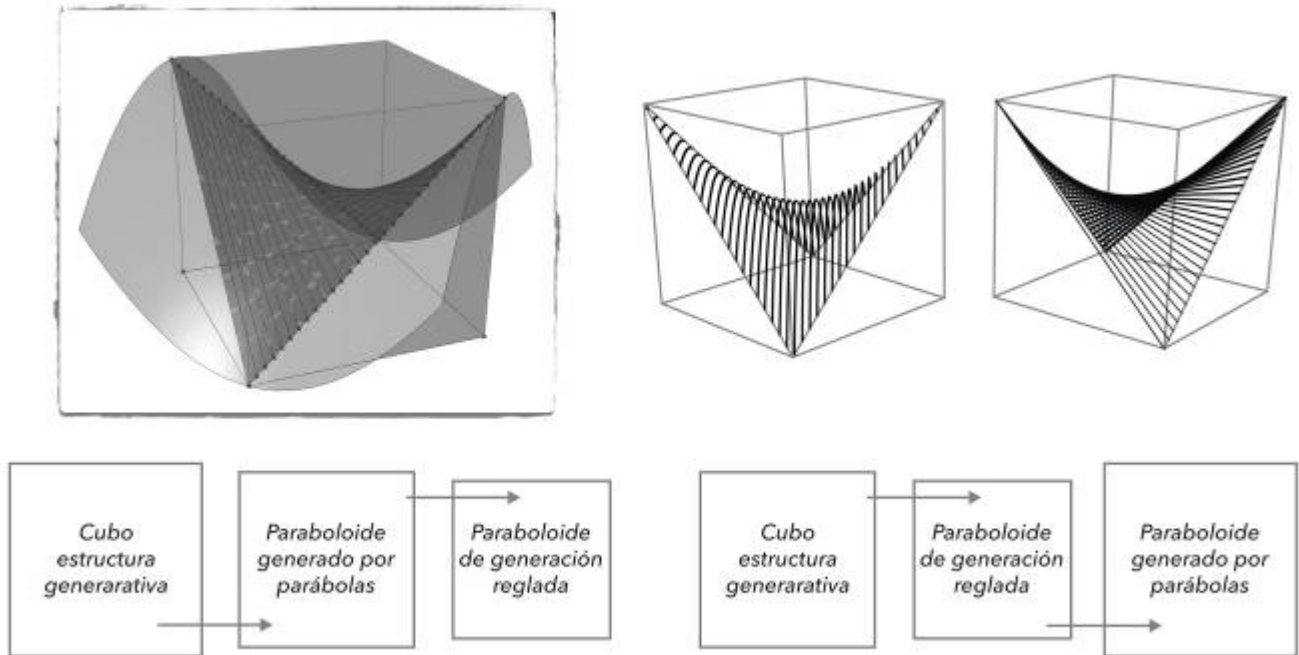 Cubo
estructura
generarativa
Paraboloide
generado por
parábolas
Paraboloide
de generación
reglada
Cubo
estructura
generarativa
Paraboloide
de generación
reglada
Paraboloide
generado por
parábolas